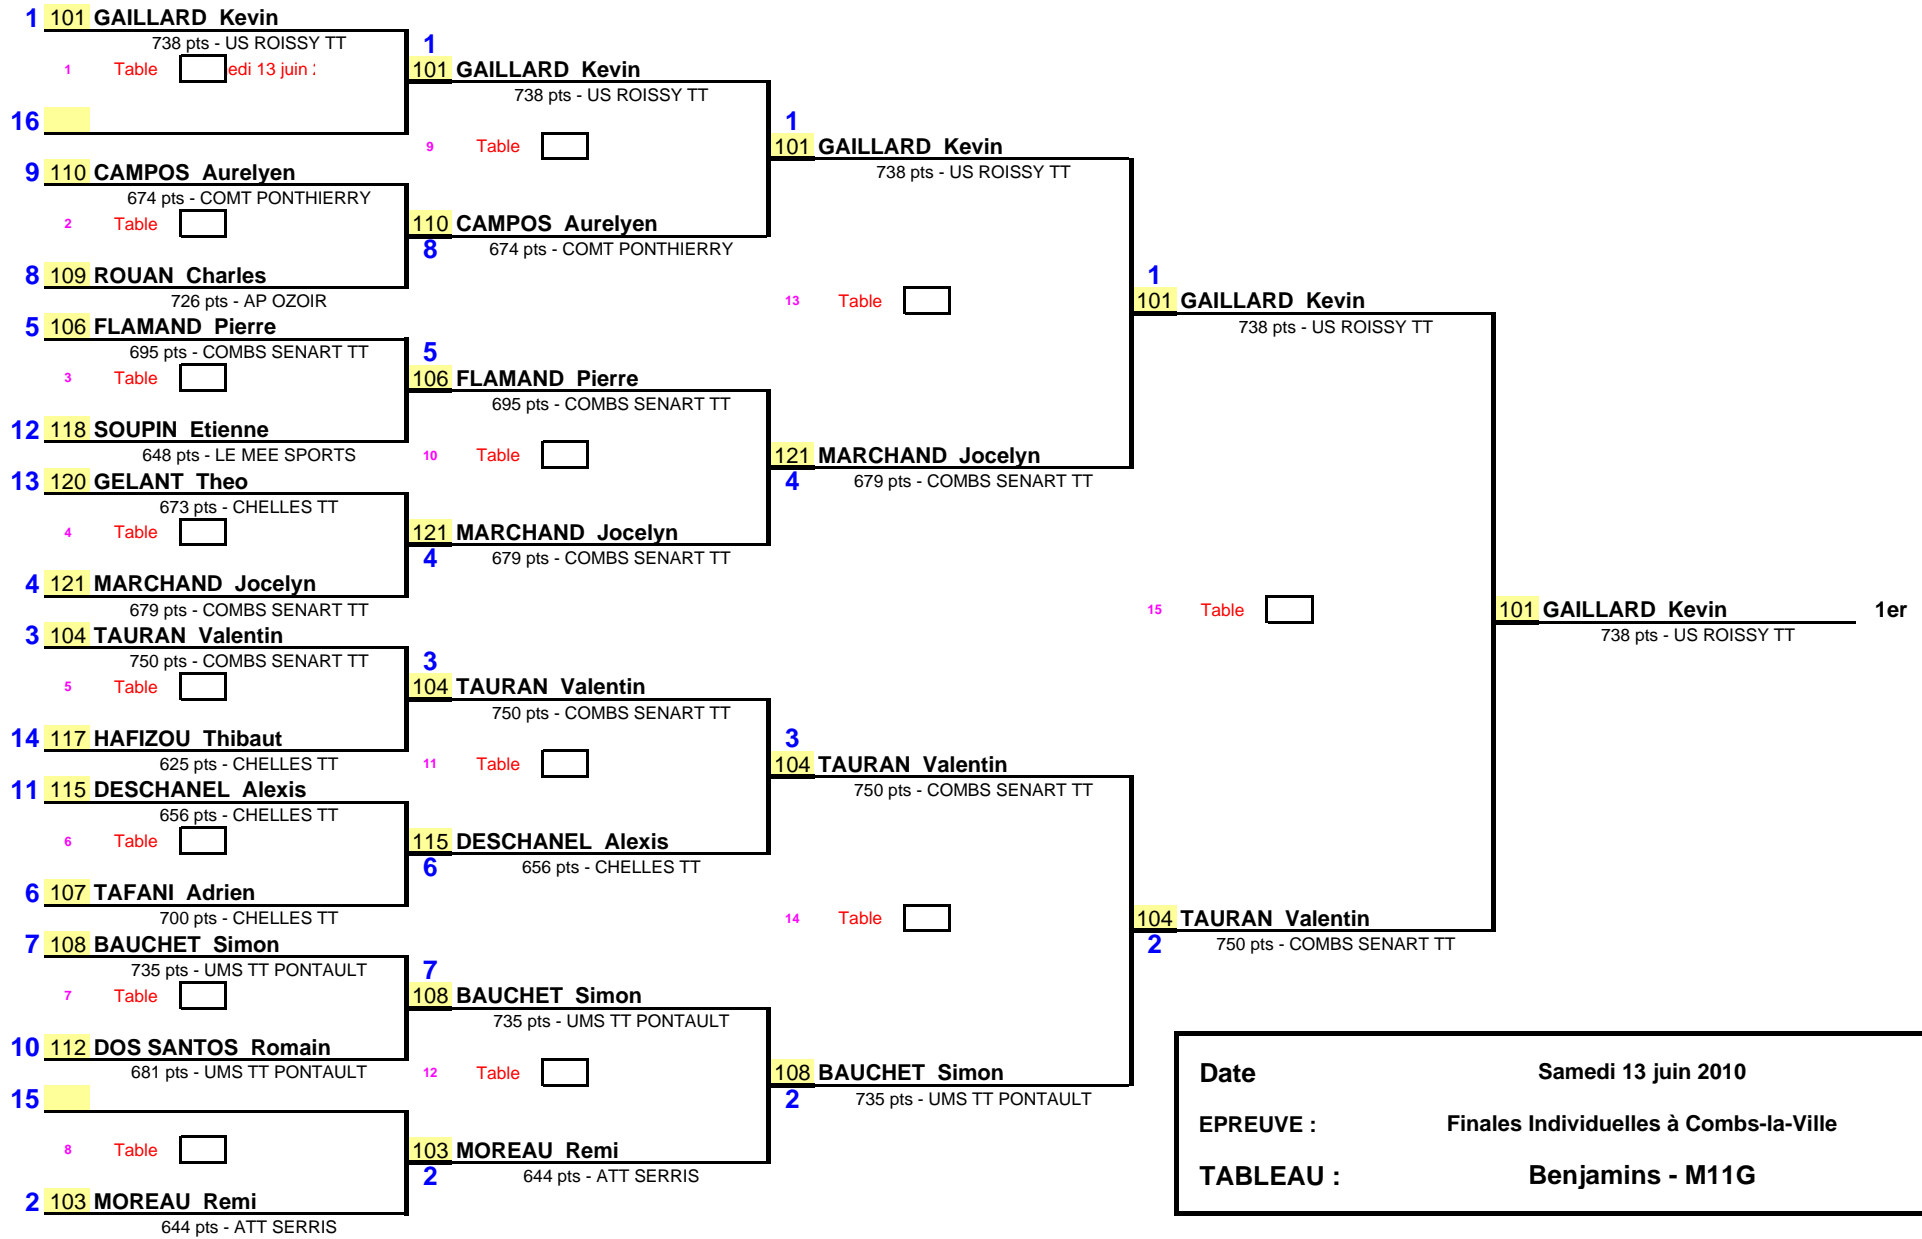 1 101 GAILLARD Kevin
738 pts - US ROISSY TT
1 Table edi 13 juin
16
9 110 CAMPOS Aurelyen
674 pts - COMT PONTHIERRY
2 Table
8 109 ROUAN Charles
726 pts - AP OZOIR
5 106 FLAMAND Pierre
695 pts - COMBS SENART TT
3 Table
12 118 SOUPIN Etienne
648 pts - LE MEE SPORTS
13 120 GELANT Theo
673 pts - CHELLES TT
4 Table
4 121 MARCHAND Jocelyn
679 pts - COMBS SENART TT
3 104 TAURAN Valentin
750 pts - COMBS SENART TT
5 Table
14 117 HAFIZOU Thibaut
625 pts - CHELLES TT
11 115 DESCHANEL Alexis
656 pts - CHELLES TT
6 Table
6 107 TAFANI Adrien
700 pts - CHELLES TT
7 108 BAUCHET Simon
735 pts - UMS TT PONTAULT
7 Table
10 112 DOS SANTOS Romain
681 pts - UMS TT PONTAULT
15
8 Table
2 103 MOREAU Remi
644 pts - ATT SERRIS
1
101 GAILLARD Kevin
738 pts - US ROISSY TT
9 Table
110 CAMPOS Aurelyen
8 674 pts - COMT PONTHIERRY
5
106 FLAMAND Pierre
695 pts - COMBS SENART TT
10 Table
121 MARCHAND Jocelyn
4 679 pts - COMBS SENART TT
3
104 TAURAN Valentin
750 pts - COMBS SENART TT
11 Table
115 DESCHANEL Alexis
6 656 pts - CHELLES TT
7
108 BAUCHET Simon
735 pts - UMS TT PONTAULT
12 Table
103 MOREAU Remi
2 644 pts - ATT SERRIS
1
101 GAILLARD Kevin
738 pts - US ROISSY TT
13 Table
121 MARCHAND Jocelyn
4 679 pts - COMBS SENART TT
3
104 TAURAN Valentin
750 pts - COMBS SENART TT
14 Table
108 BAUCHET Simon
2 735 pts - UMS TT PONTAULT
1
101 GAILLARD Kevin
738 pts - US ROISSY TT
15 Table
104 TAURAN Valentin
2 750 pts - COMBS SENART TT
101 GAILLARD Kevin 1er
738 pts - US ROISSY TT
Date Samedi 13 juin 2010
EPREUVE : Finales Individuelles à Combs-la-Ville
TABLEAU : Benjamins - M11G